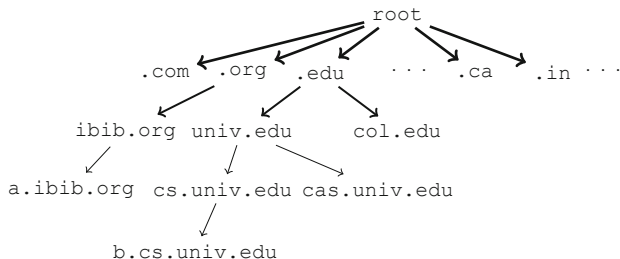 root
.com .org .edu ... .ca .in ...
ibib.org univ.edu col.edu
a.ibib.org cs.univ.edu cas.univ.edu
b.cs.univ.edu